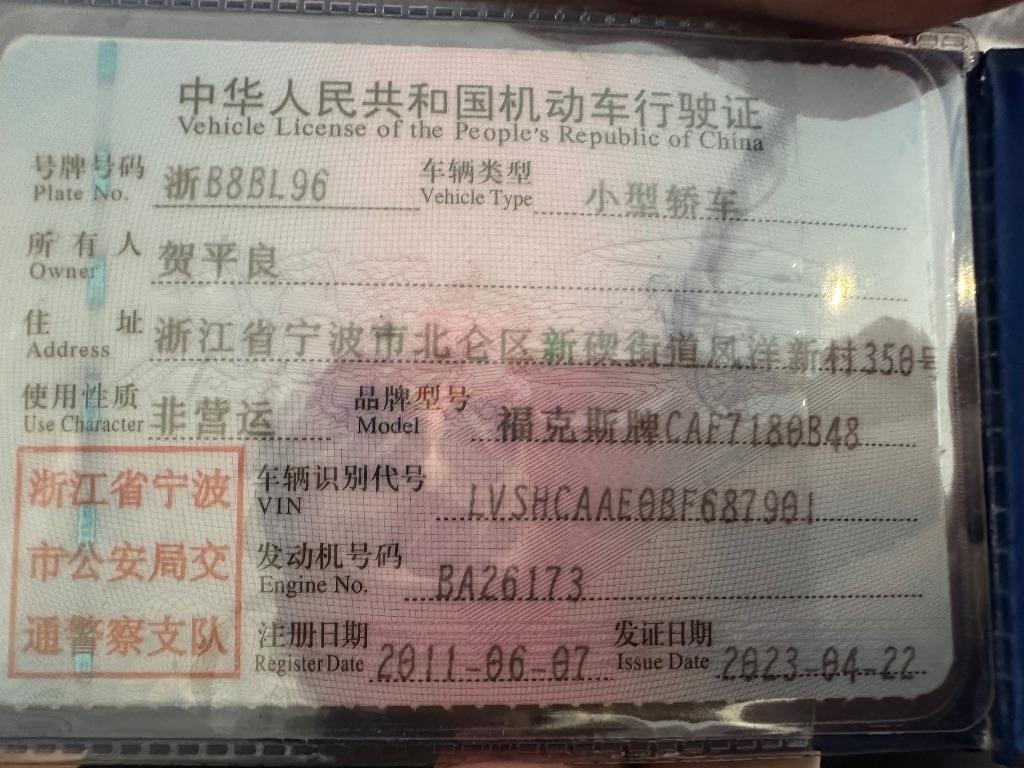 中华人民共和国机动车行驶证
Vehicle License of the People's Republic of China
号牌号码 浙B8BL96 车辆类型 小型轿车
Plate No. Vehicle Type
所有人 贺平良
Owner
住址 浙江省宁波市北仑区新碶街道凤洋新村350号
Address
使用性质 非营运 品牌型号 福克斯牌CAF7180B48
Use Character Model
车辆识别代号 LVSHCAAE0BF687901
VIN
发动机号码 BA26173
Engine No.
注册日期 2011-06-07 发证日期 2023-04-22
Register Date Issue Date
浙江省宁波
市公安局交
通警察支队